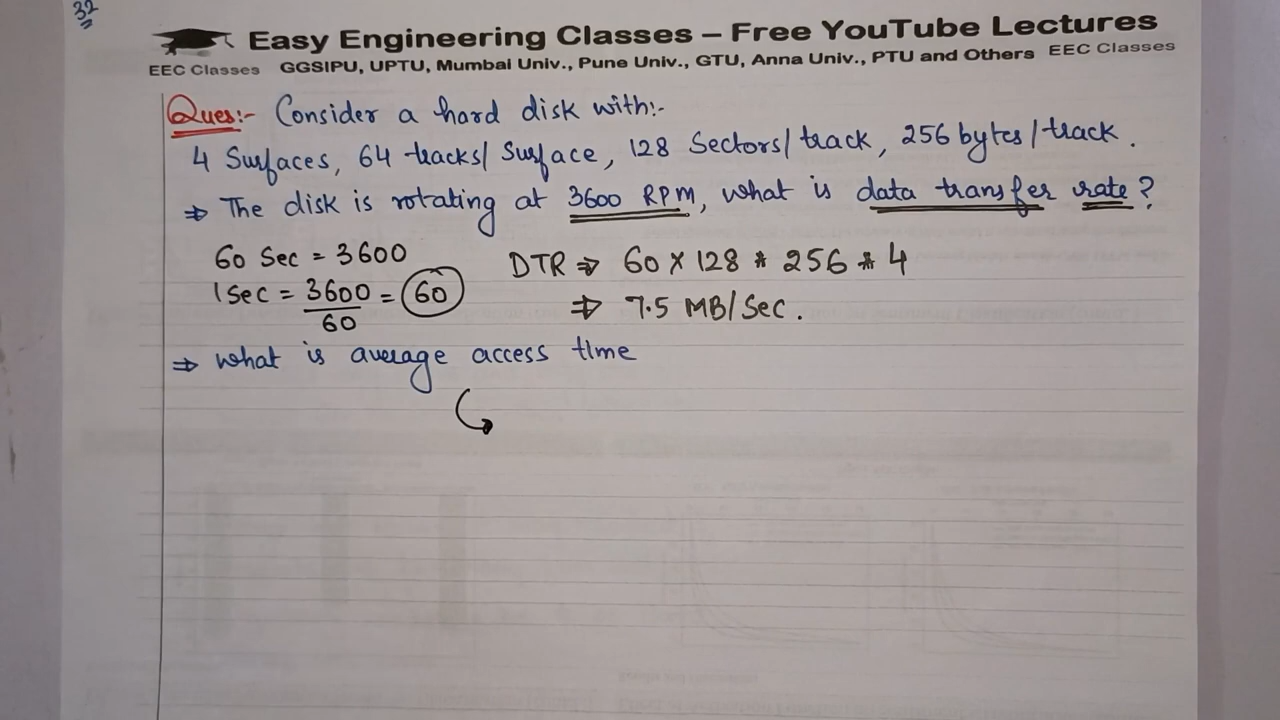 32
Easy Engineering Classes – Free YouTube Lectures
EEC Classes GGSIPU, UPTU, Mumbai Univ., Pune Univ., GTU, Anna Univ., PTU and Others EEC Classes
Ques:- Consider a hard disk with:-
4 Surfaces, 64 tracks/ Surface, 128 Sectors/ track, 256 bytes/track.
⇒ The disk is rotating at 3600 RPM, what is data transfer rate?
60 Sec = 3600
1 Sec = 3600/60 = 60
DTR ⇒ 60 × 128 * 256 * 4
⇒ 7.5 MB/Sec.
⇒ what is average access time